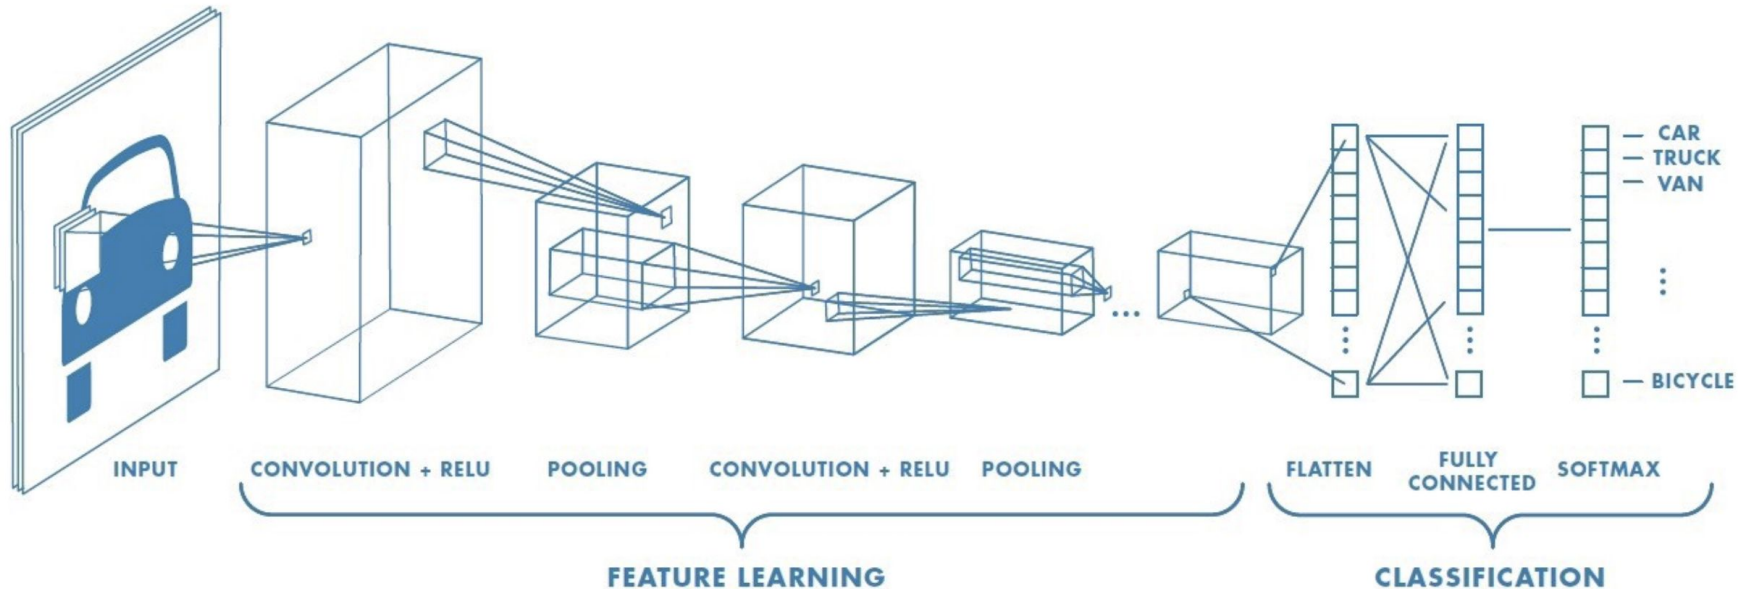 CAR
TRUCK
VAN
BICYCLE
INPUT
CONVOLUTION + RELU
POOLING
CONVOLUTION + RELU
POOLING
FLATTEN
FULLY
CONNECTED
SOFTMAX
FEATURE LEARNING
CLASSIFICATION